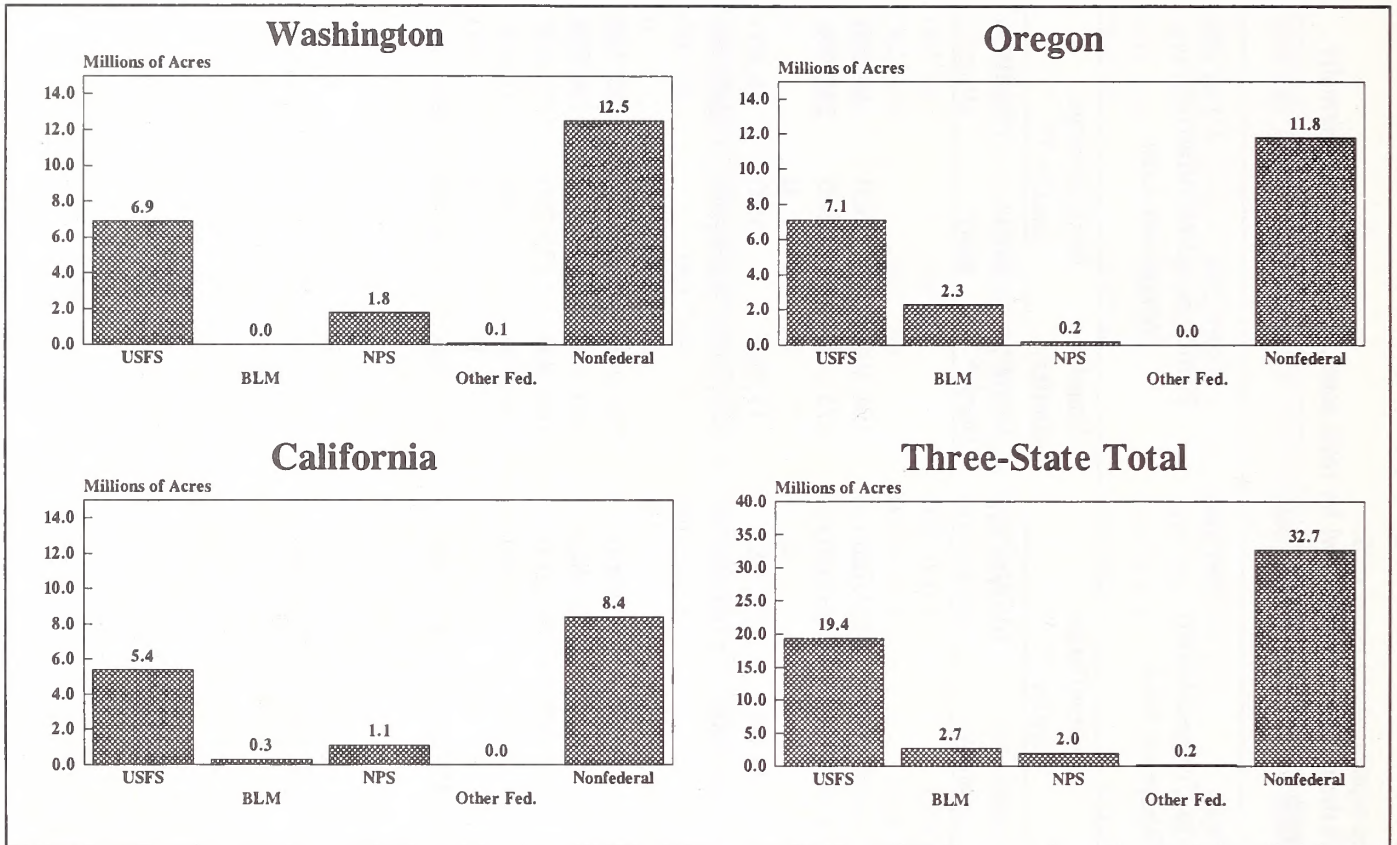 Washington
Millions of Acres
14.0
12.0
10.0
8.0
6.0
4.0
2.0
0.0
6.9
0.0
1.8
0.1
12.5
USFS
BLM
NPS
Other Fed.
Nonfederal
Oregon
Millions of Acres
14.0
12.0
10.0
8.0
6.0
4.0
2.0
0.0
7.1
2.3
0.2
0.0
11.8
USFS
BLM
NPS
Other Fed.
Nonfederal
California
Millions of Acres
14.0
12.0
10.0
8.0
6.0
4.0
2.0
0.0
5.4
0.3
1.1
0.0
8.4
USFS
BLM
NPS
Other Fed.
Nonfederal
Three-State Total
Millions of Acres
40.0
35.0
30.0
25.0
20.0
15.0
10.0
5.0
0.0
19.4
2.7
2.0
0.2
32.7
USFS
BLM
NPS
Other Fed.
Nonfederal